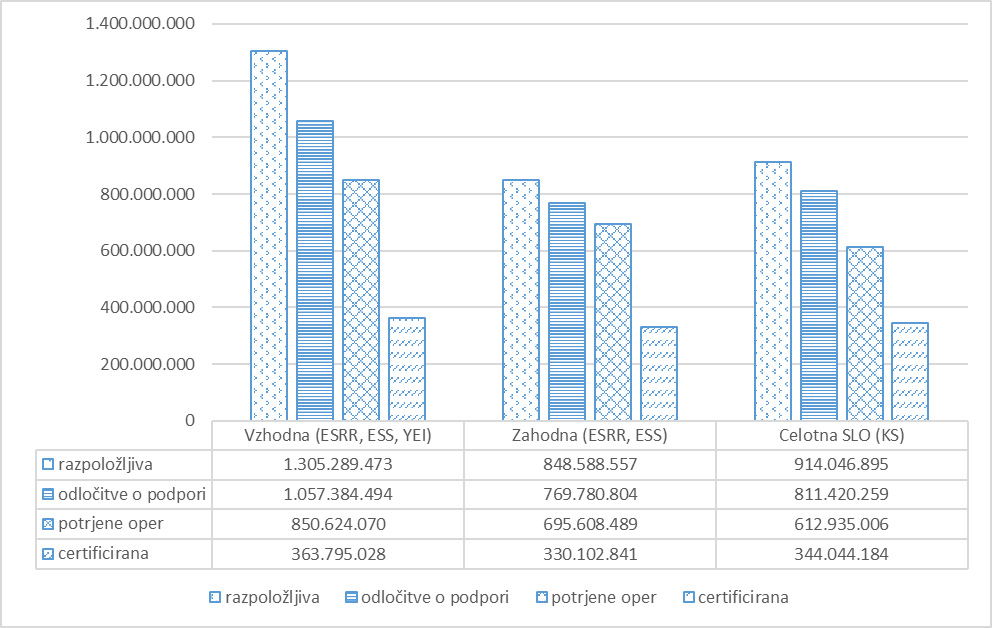 1.400.000.000
1.200.000.000
1.000.000.000
800.000.000
600.000.000
400.000.000
200.000.000
0
Vzhodna (ESRR, ESS, YEI) Zahodna (ESRR, ESS) Celotna SLO (KS)
razpoložljiva 1.305.289.473 848.588.557 914.046.895
odločitve o podpori 1.057.384.494 769.780.804 811.420.259
potrjene oper 850.624.070 695.608.489 612.935.006
certificirana 363.795.028 330.102.841 344.044.184
razpoložljiva odločitve o podpori potrjene oper certificirana